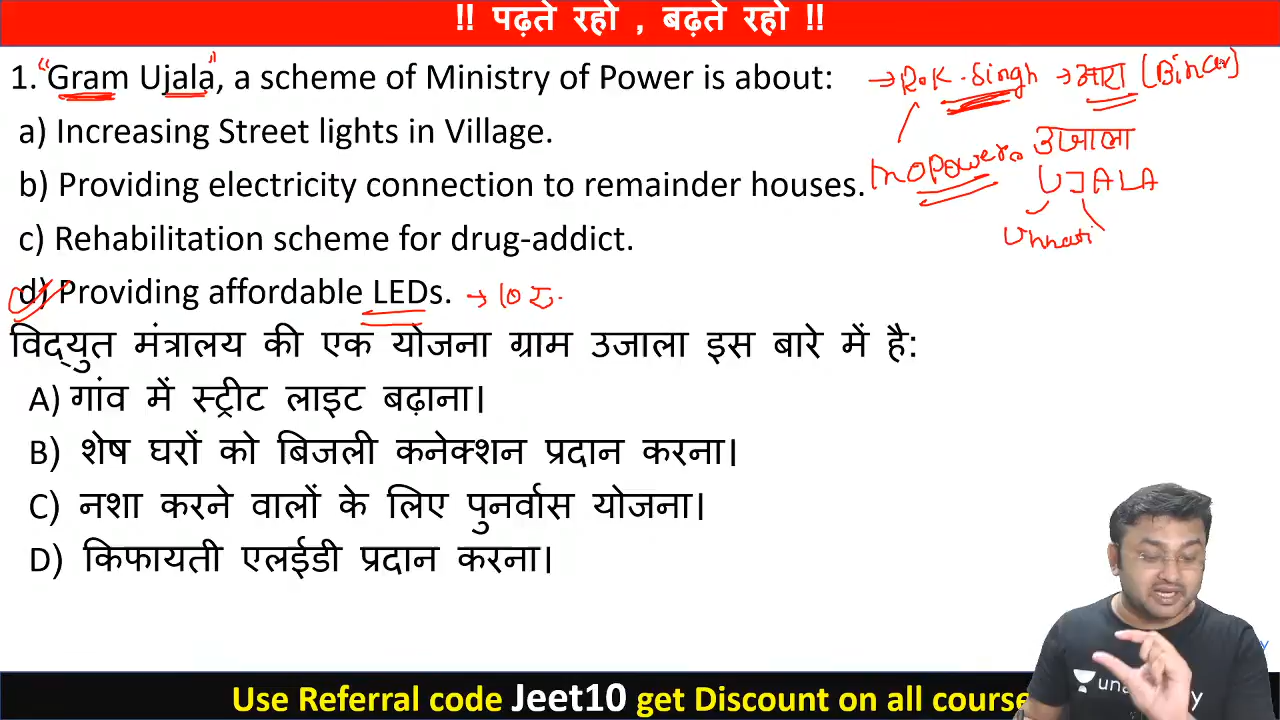 !! पढ़ते रहो , बढ़ते रहो !!
1. "Gram Ujala", a scheme of Ministry of Power is about:
→ R.K. Singh → आरा (Bihar)
a) Increasing Street lights in Village.
उजाला
b) Providing electricity connection to remainder houses.
mo Power
UJALA
c) Rehabilitation scheme for drug-addict.
Unnati
d) Providing affordable LEDs. → 10 रु.
विद्युत मंत्रालय की एक योजना ग्राम उजाला इस बारे में है:
A) गांव में स्ट्रीट लाइट बढ़ाना।
B) शेष घरों को बिजली कनेक्शन प्रदान करना।
C) नशा करने वालों के लिए पुनर्वास योजना।
D) किफायती एलईडी प्रदान करना।
Use Referral code Jeet10 get Discount on all course